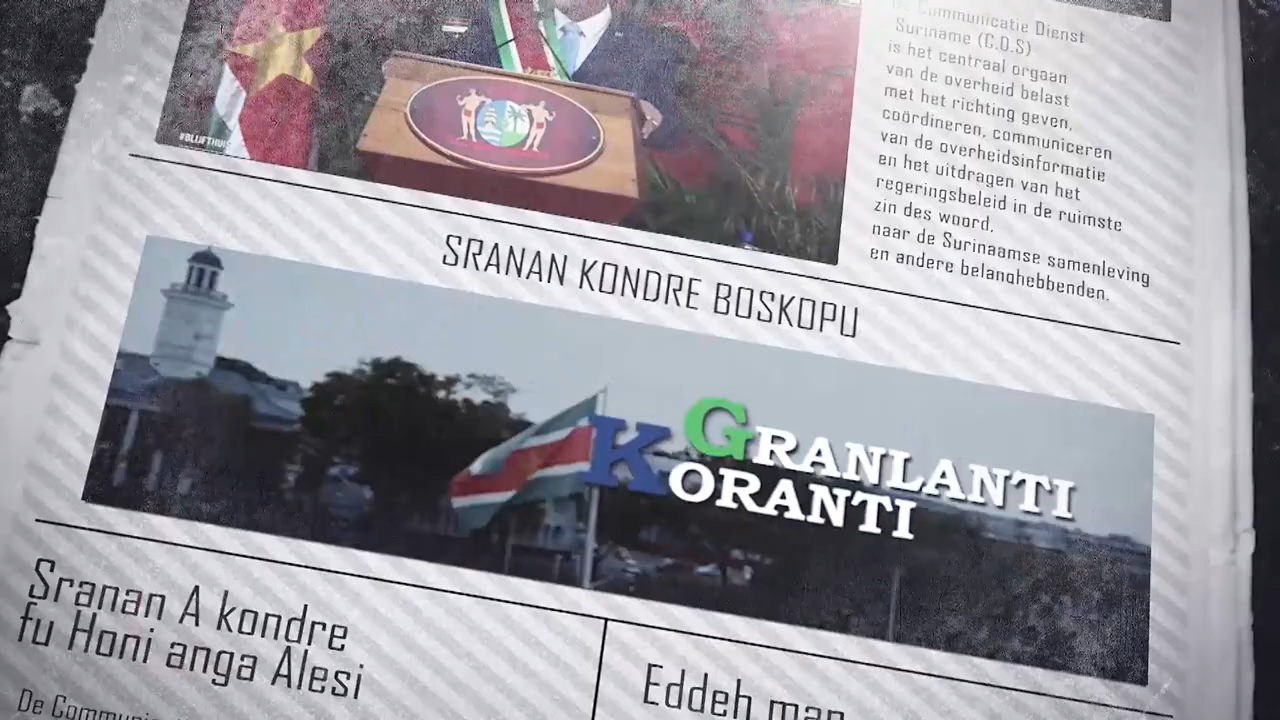 #BLIJFTHUIS
De Communicatie Dienst
Suriname (C.D.S)
is het centraal orgaan
van de overheid belast
met het richting geven,
coördineren, communiceren
van de overheidsinformatie
en het uitdragen van het
regeringsbeleid in de ruimste
zin des woord,
naar de Surinaamse samenleving
en andere belanghebbenden.
SRANAN KONDRE BOSKOPU
GRANLANTI
KORANTI
Sranan A kondre
fu Honi anga Alesi
De
Eddeh man